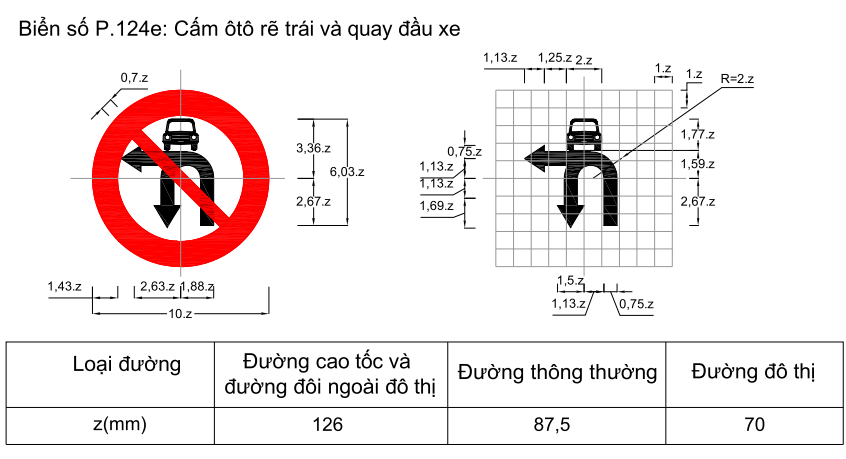 Biển số P.124e: Cấm ôtô rẽ trái và quay đầu xe
0,7.z
3,36.z
6,03.z
2,67.z
1,43.z
2,63.z
1,88.z
10.z
1,13.z
1,25.z
2.z
1.z
1.z
R=2.z
0,75.z
1,13.z
1,13.z
1,69.z
1,77.z
1,59.z
2,67.z
1,5.z
1,13.z
0,75.z
Loại đường
Đường cao tốc và
đường đôi ngoài đô thị
Đường thông thường
Đường đô thị
z(mm)
126
87,5
70